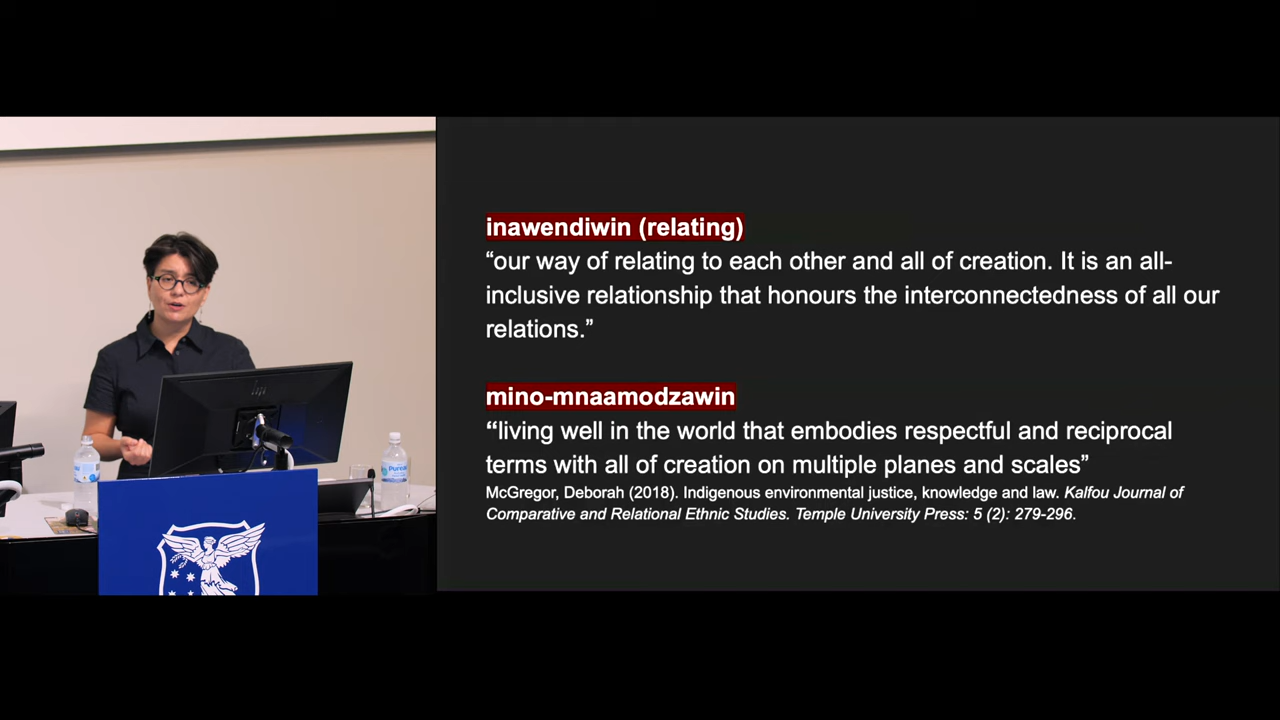 inawendiwin (relating)
“our way of relating to each other and all of creation. It is an all-
inclusive relationship that honours the interconnectedness of all our
relations.”
mino-mnaamodzawin
“living well in the world that embodies respectful and reciprocal
terms with all of creation on multiple planes and scales”
McGregor, Deborah (2018). Indigenous environmental justice, knowledge and law. Kalfou Journal of
Comparative and Relational Ethnic Studies. Temple University Press: 5 (2): 279-296.
hp